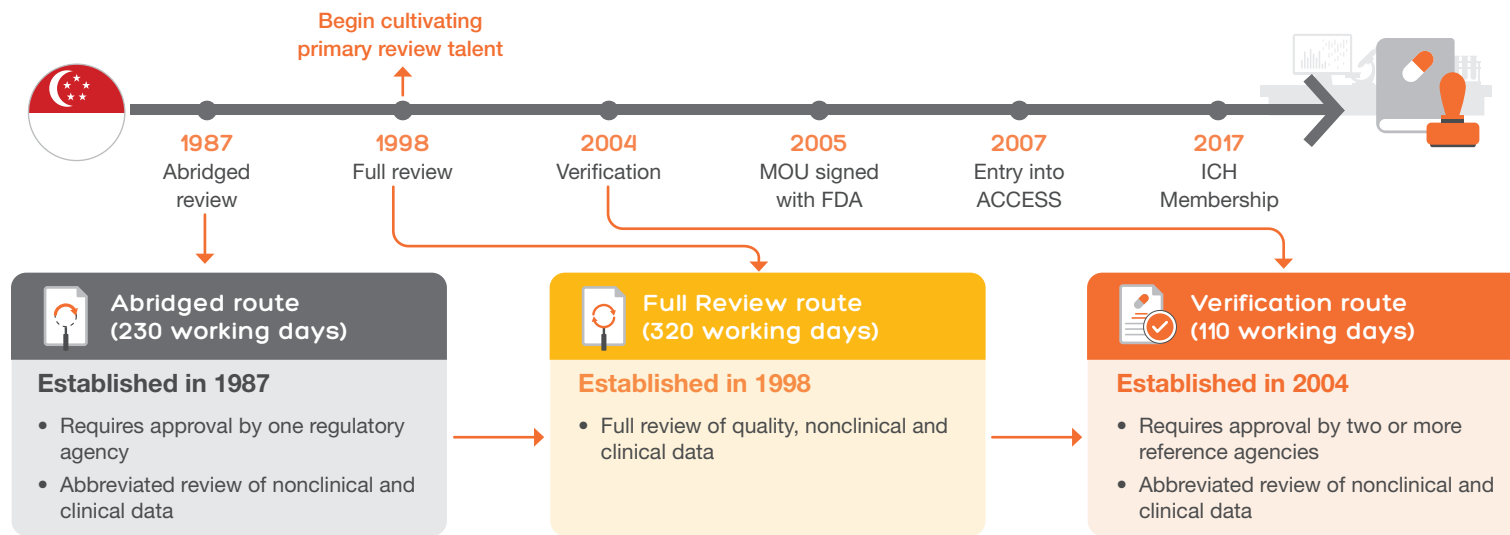 Begin cultivating
primary review talent
1987
Abridged
review
1998
Full review
2004
Verification
2005
MOU signed
with FDA
2007
Entry into
ACCESS
2017
ICH
Membership
Abridged route
(230 working days)
Established in 1987
• Requires approval by one regulatory
agency
• Abbreviated review of nonclinical and
clinical data
Full Review route
(320 working days)
Established in 1998
• Full review of quality, nonclinical and
clinical data
Verification route
(110 working days)
Established in 2004
• Requires approval by two or more
reference agencies
• Abbreviated review of nonclinical and
clinical data